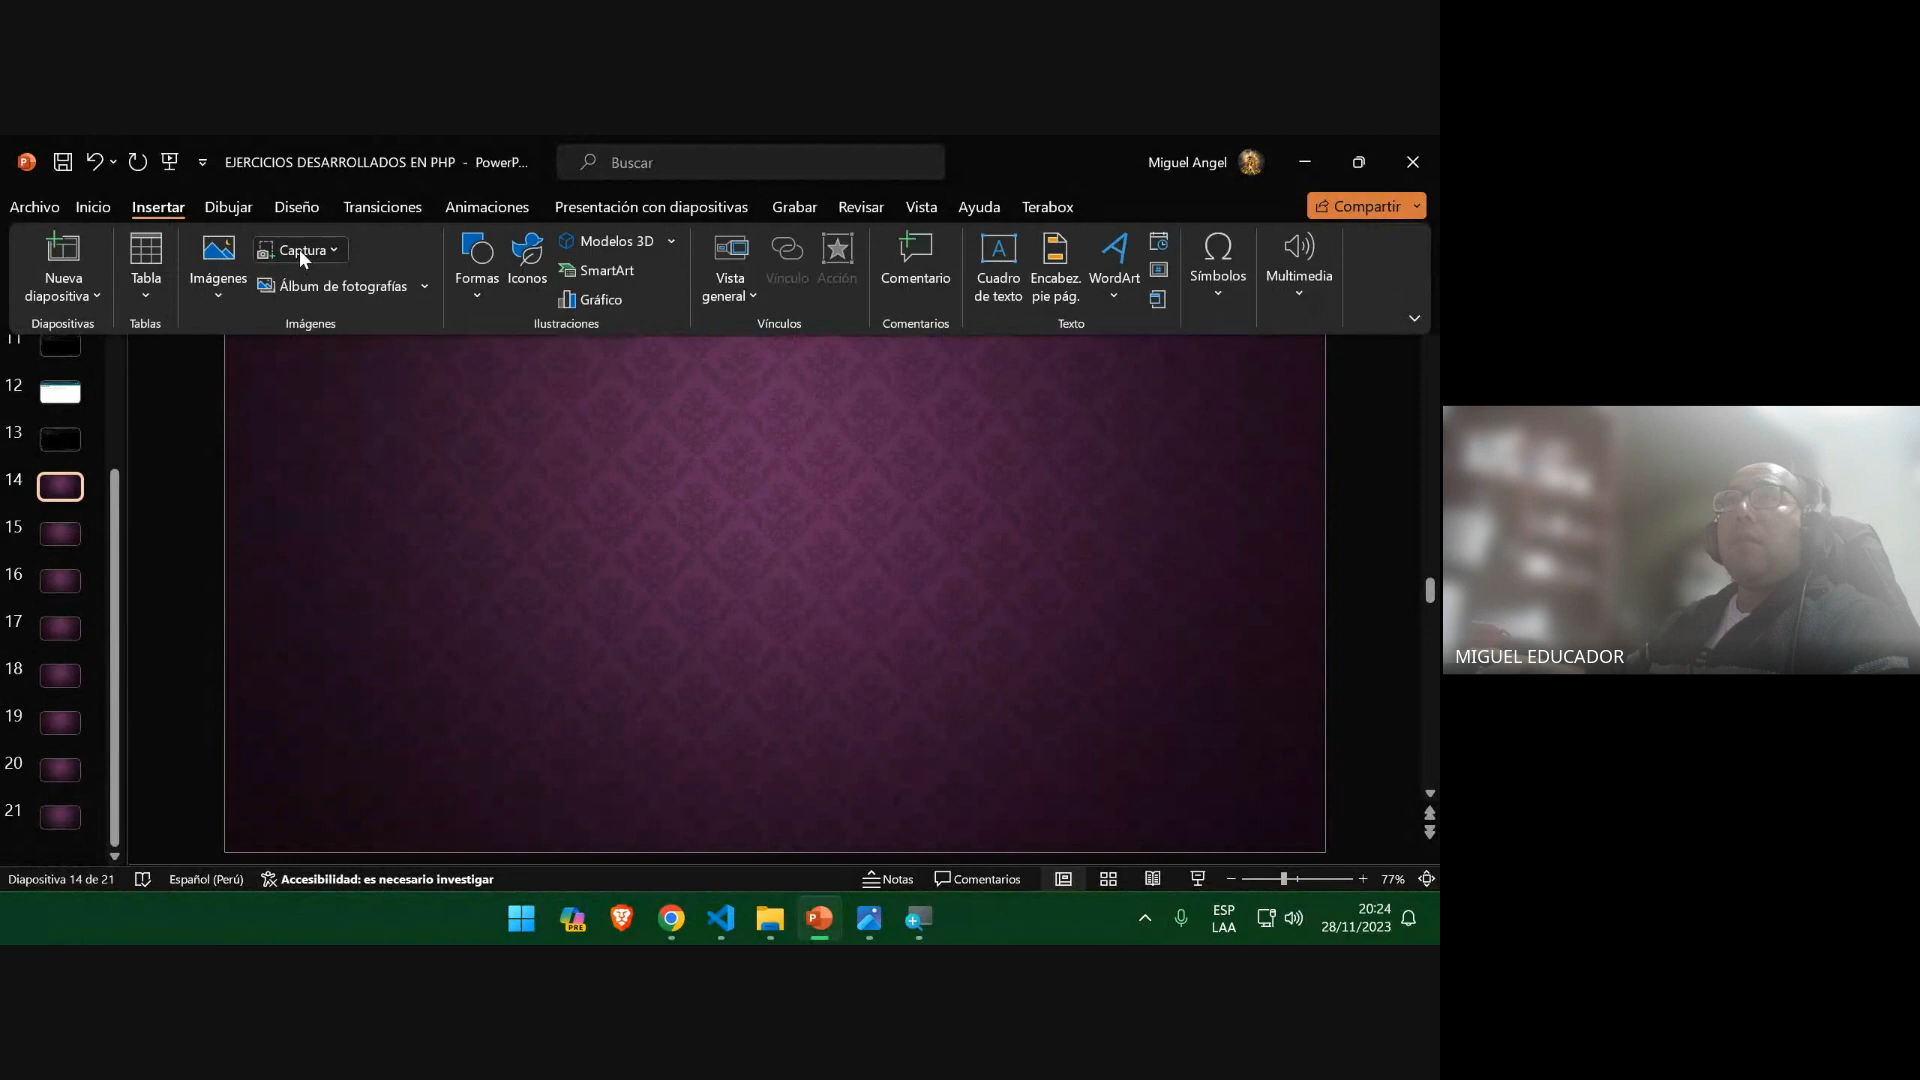 EJERCICIOS DESARROLLADOS EN PHP - PowerP...
Buscar
Miguel Angel
Archivo Inicio Insertar Dibujar Diseño Transiciones Animaciones Presentación con diapositivas Grabar Revisar Vista Ayuda Terabox
Compartir
Nueva diapositiva
Diapositivas
Tabla
Tablas
Imágenes
Captura
Álbum de fotografías
Imágenes
Formas
Iconos
Modelos 3D
SmartArt
Gráfico
Ilustraciones
Vista general
Vínculo
Acción
Vínculos
Comentario
Comentarios
Cuadro de texto
Encabez. pie pág.
WordArt
Texto
Símbolos
Multimedia
11
12
13
14
15
16
17
18
19
20
21
MIGUEL EDUCADOR
Diapositiva 14 de 21
Español (Perú)
Accesibilidad: es necesario investigar
Notas
Comentarios
77%
PRE
ESP
LAA
20:24
28/11/2023